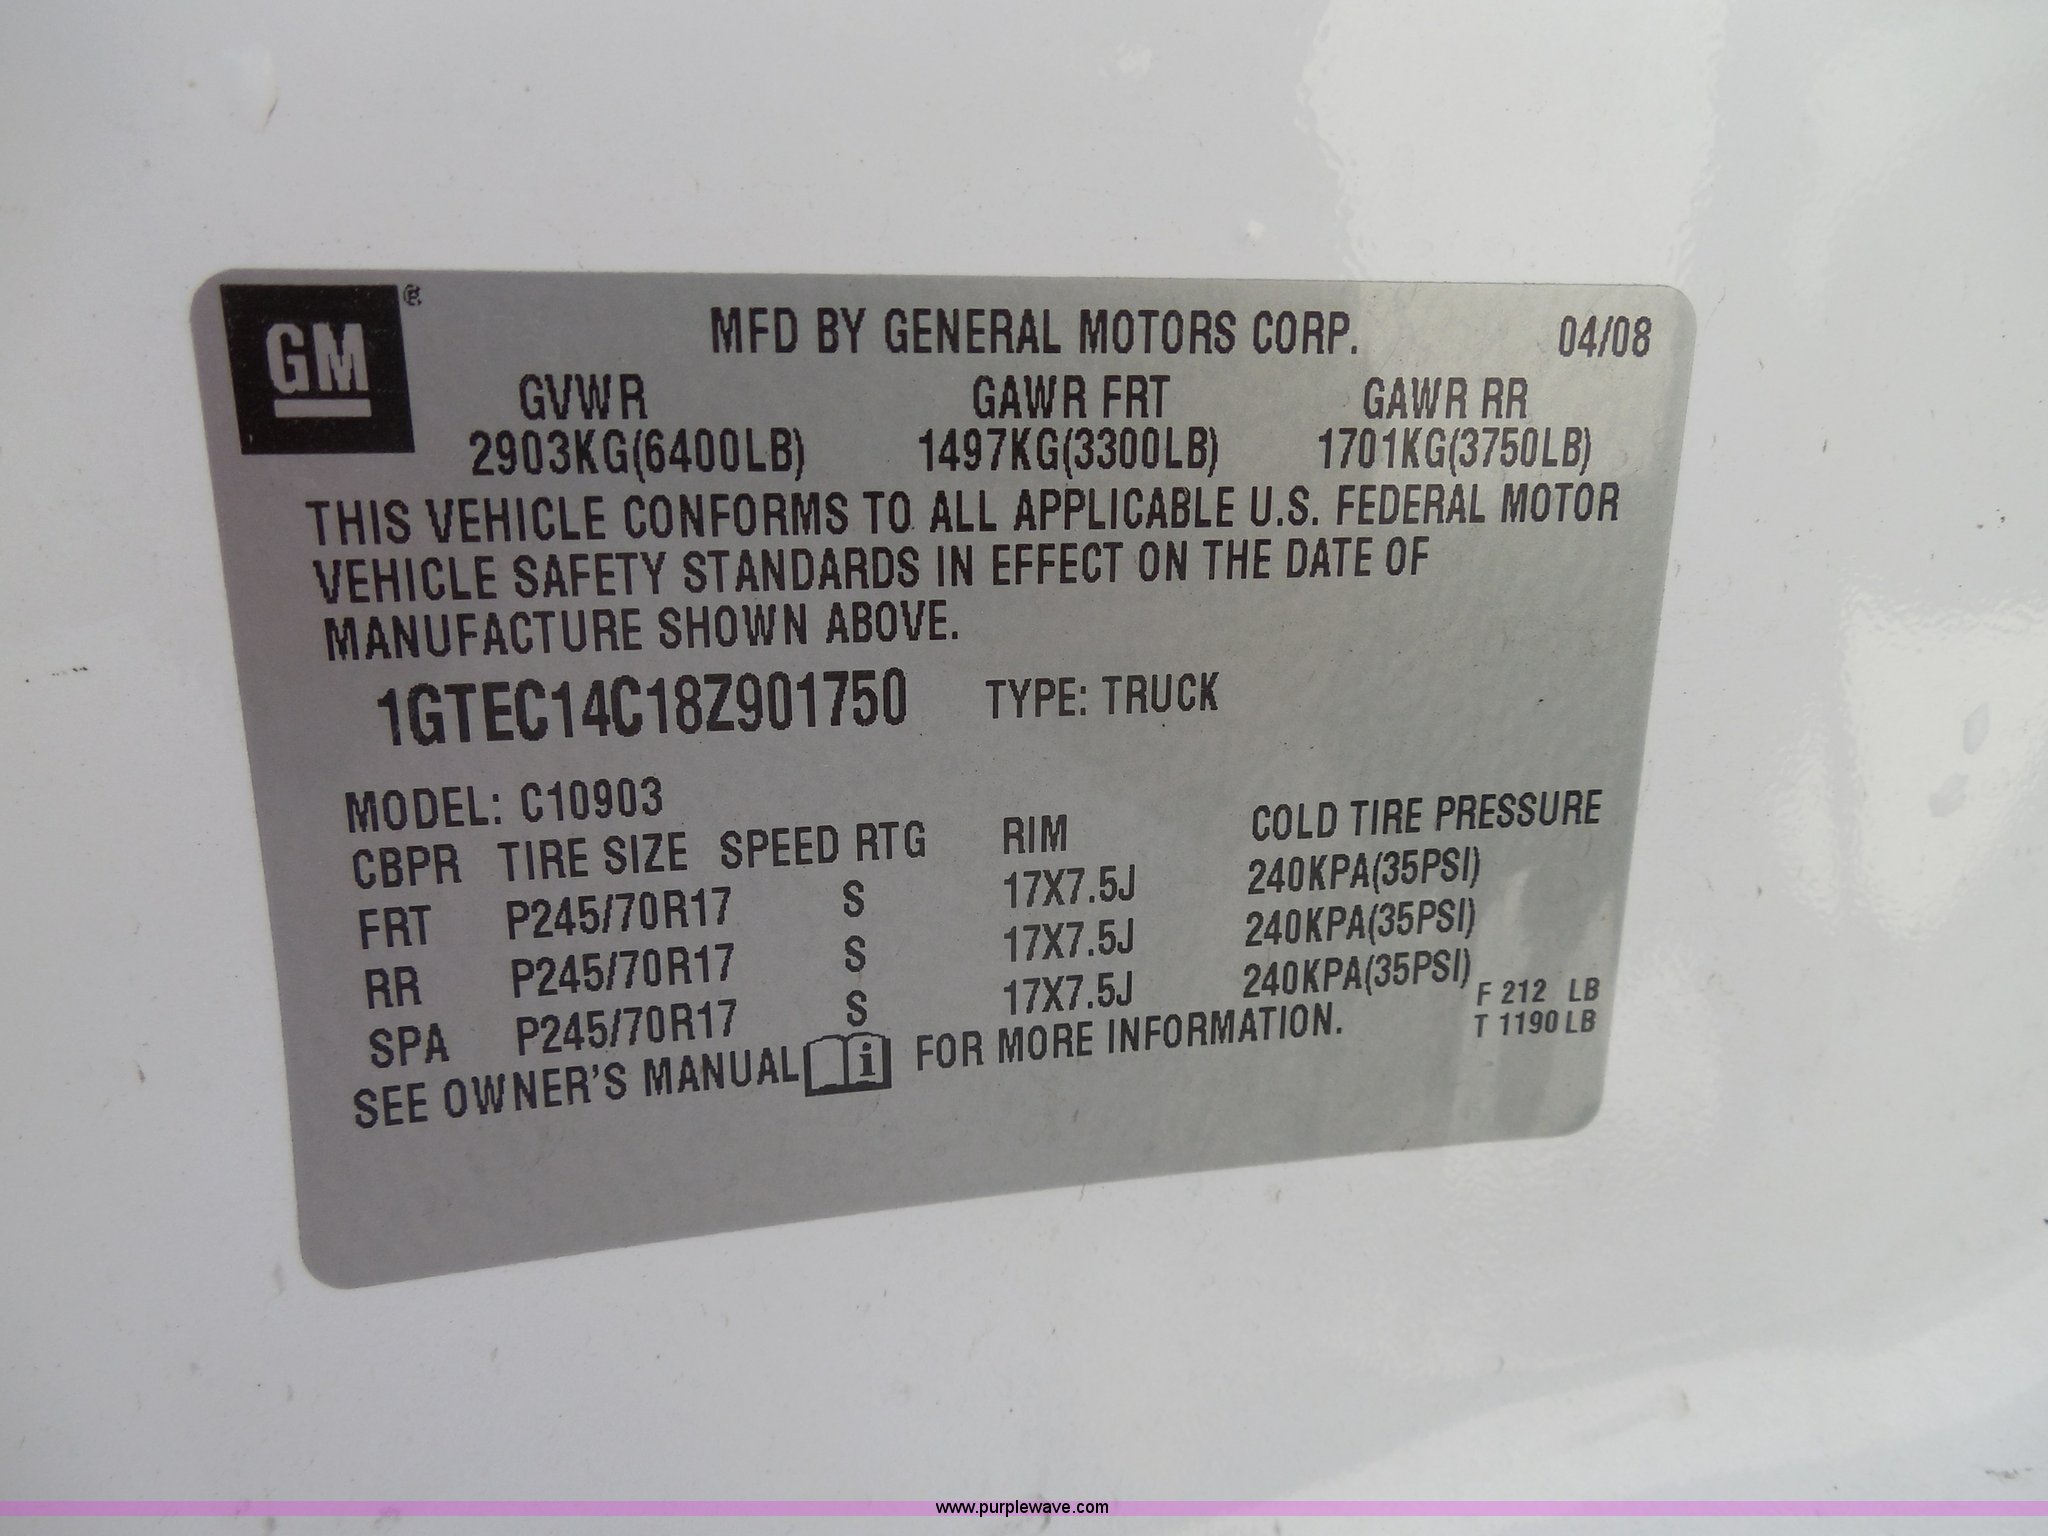 GM ®
MFD BY GENERAL MOTORS CORP. 04/08
GVWR GAWR FRT GAWR RR
2903KG(6400LB) 1497KG(3300LB) 1701KG(3750LB)
THIS VEHICLE CONFORMS TO ALL APPLICABLE U.S. FEDERAL MOTOR
VEHICLE SAFETY STANDARDS IN EFFECT ON THE DATE OF
MANUFACTURE SHOWN ABOVE.
1GTEC14C18Z901750 TYPE: TRUCK
MODEL: C10903
CBPR TIRE SIZE SPEED RTG RIM COLD TIRE PRESSURE
FRT P245/70R17 S 17X7.5J 240KPA(35PSI)
RR P245/70R17 S 17X7.5J 240KPA(35PSI)
SPA P245/70R17 S 17X7.5J 240KPA(35PSI)
F 212 LB
T 1190 LB
SEE OWNER'S MANUAL i FOR MORE INFORMATION.
www.purplewave.com